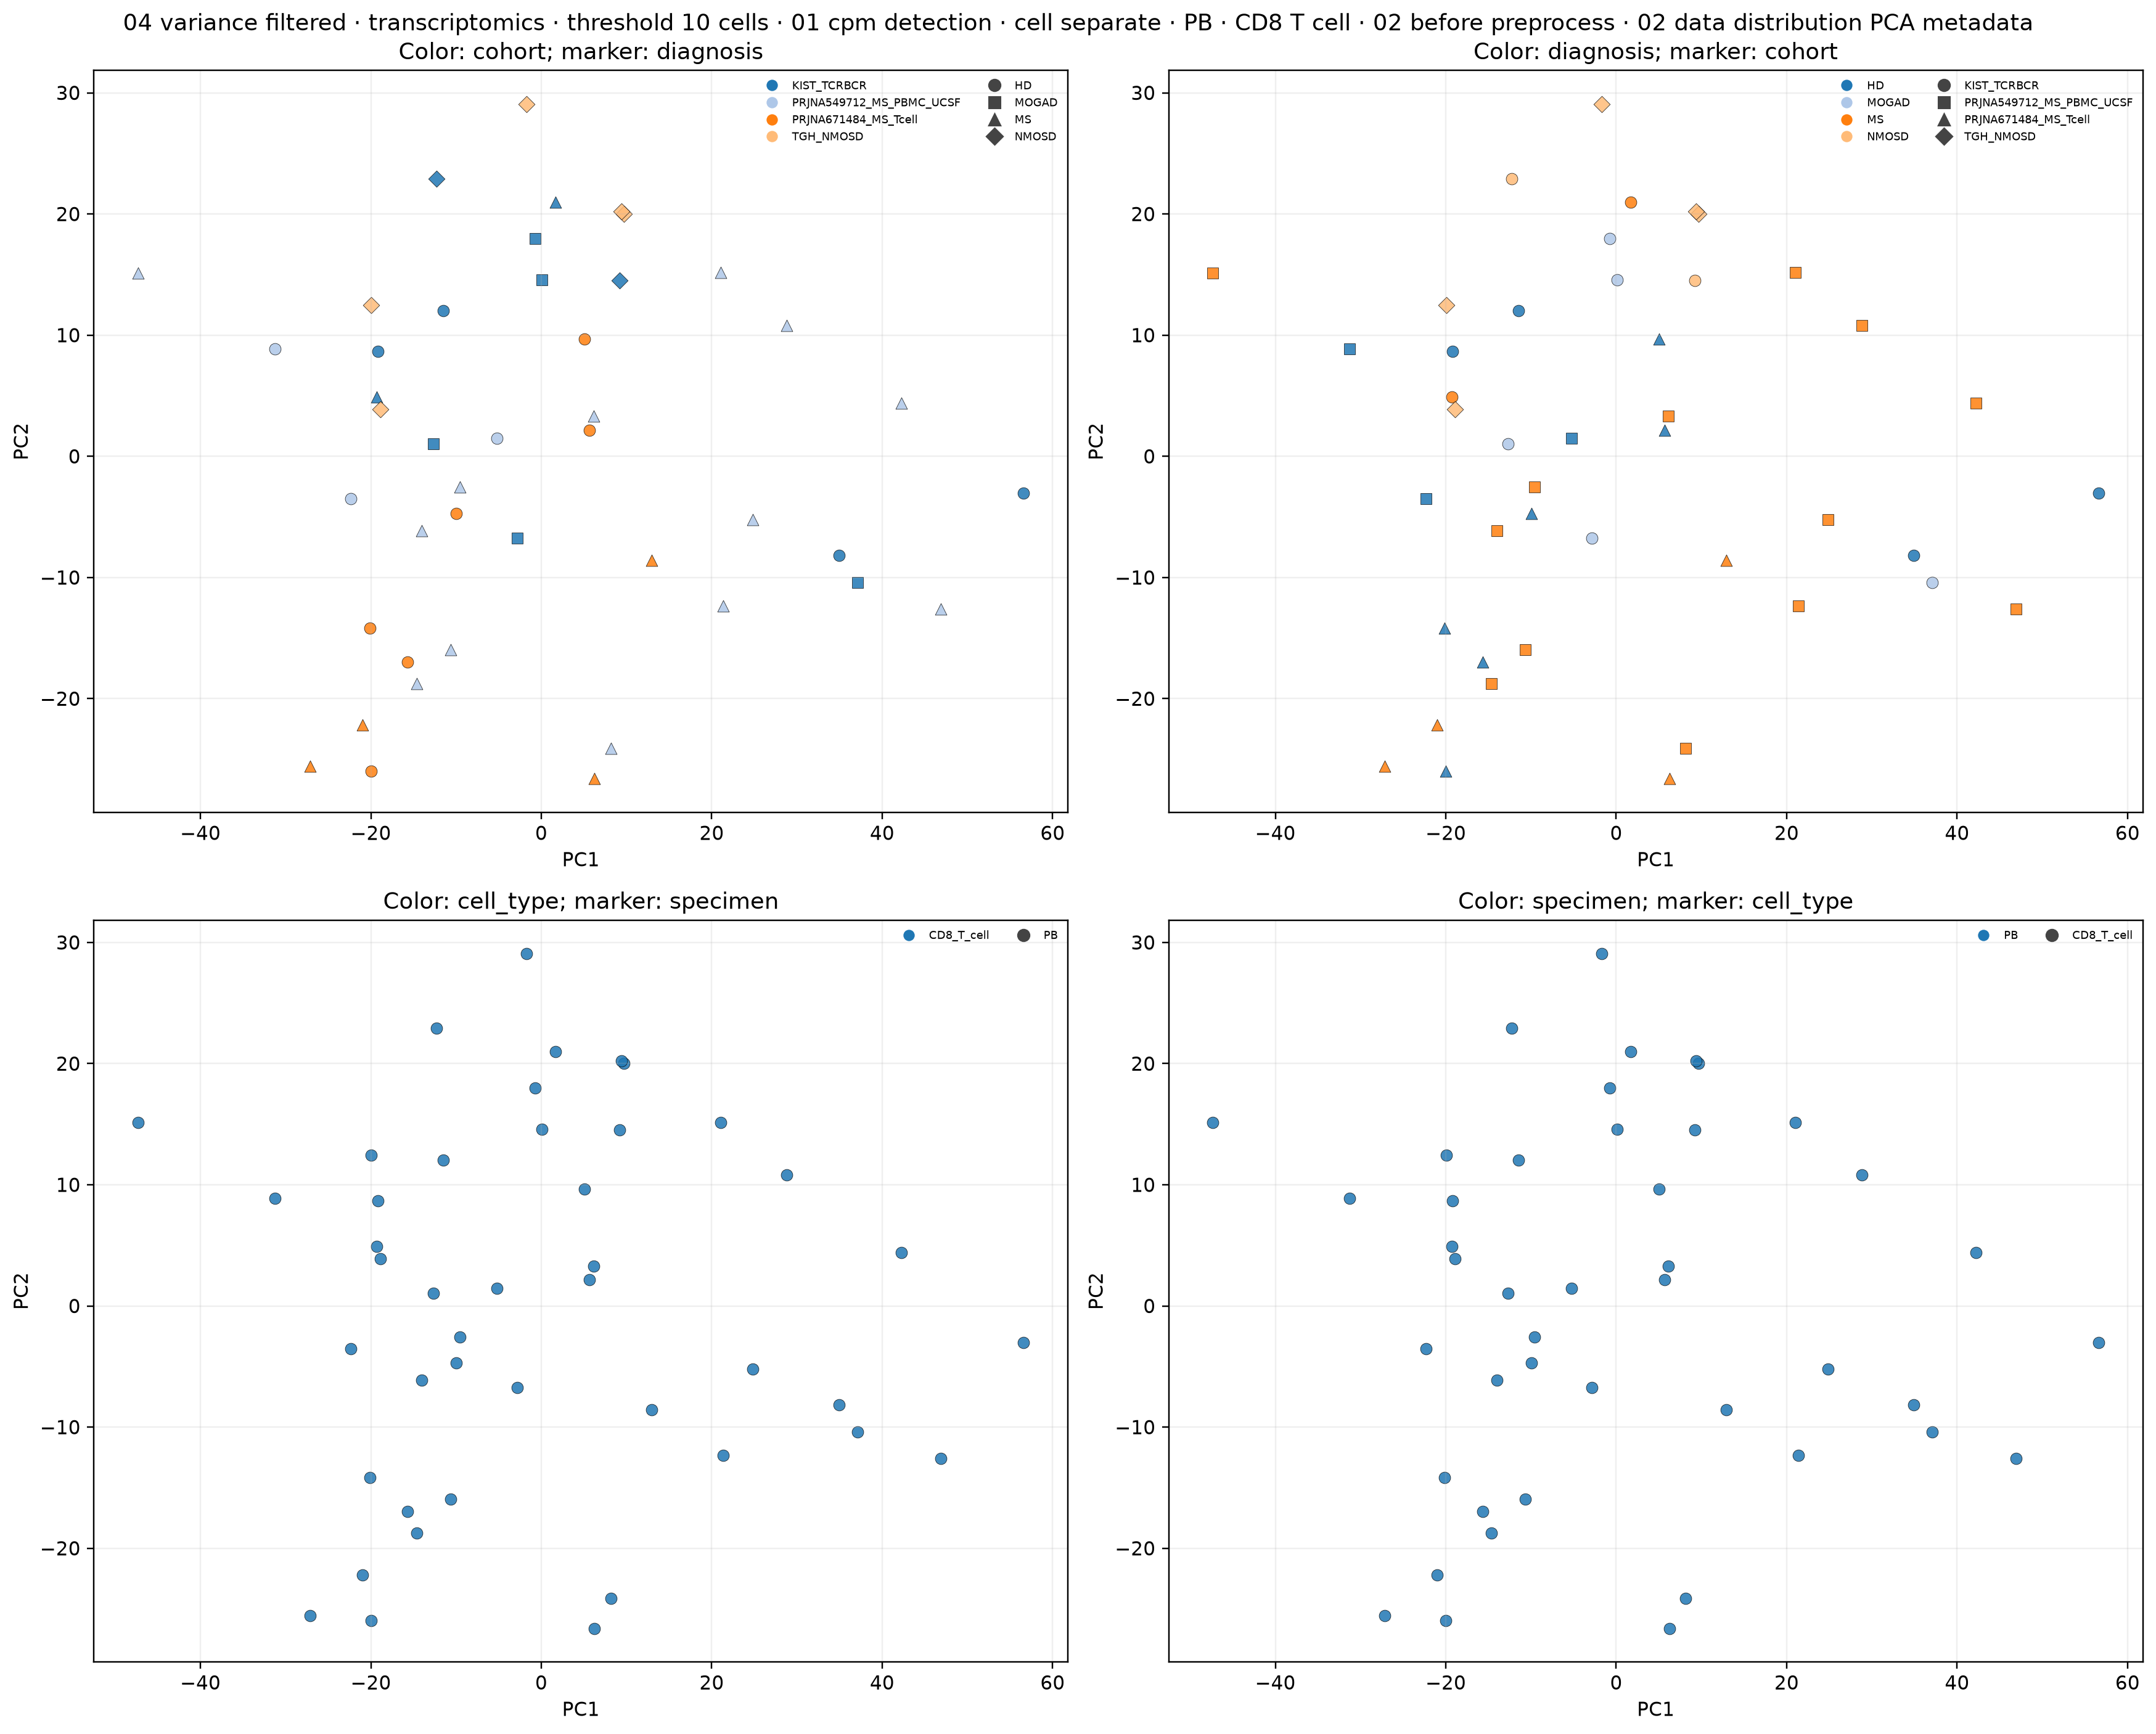 04 variance filtered · transcriptomics · threshold 10 cells · 01 cpm detection · cell separate · PB · CD8 T cell · 02 before preprocess · 02 data distribution PCA metadata
Color: cohort; marker: diagnosis
KIST_TCRBCR
PRJNA549712_MS_PBMC_UCSF
PRJNA671484_MS_Tcell
TGH_NMOSD
HD
MOGAD
MS
NMOSD
30
20
10
0
−10
−20
PC2
−40
−20
0
20
40
60
PC1
Color: diagnosis; marker: cohort
HD
MOGAD
MS
NMOSD
KIST_TCRBCR
PRJNA549712_MS_PBMC_UCSF
PRJNA671484_MS_Tcell
TGH_NMOSD
30
20
10
0
−10
−20
PC2
−40
−20
0
20
40
60
PC1
Color: cell_type; marker: specimen
CD8_T_cell
PB
30
20
10
0
−10
−20
PC2
−40
−20
0
20
40
60
PC1
Color: specimen; marker: cell_type
PB
CD8_T_cell
30
20
10
0
−10
−20
PC2
−40
−20
0
20
40
60
PC1